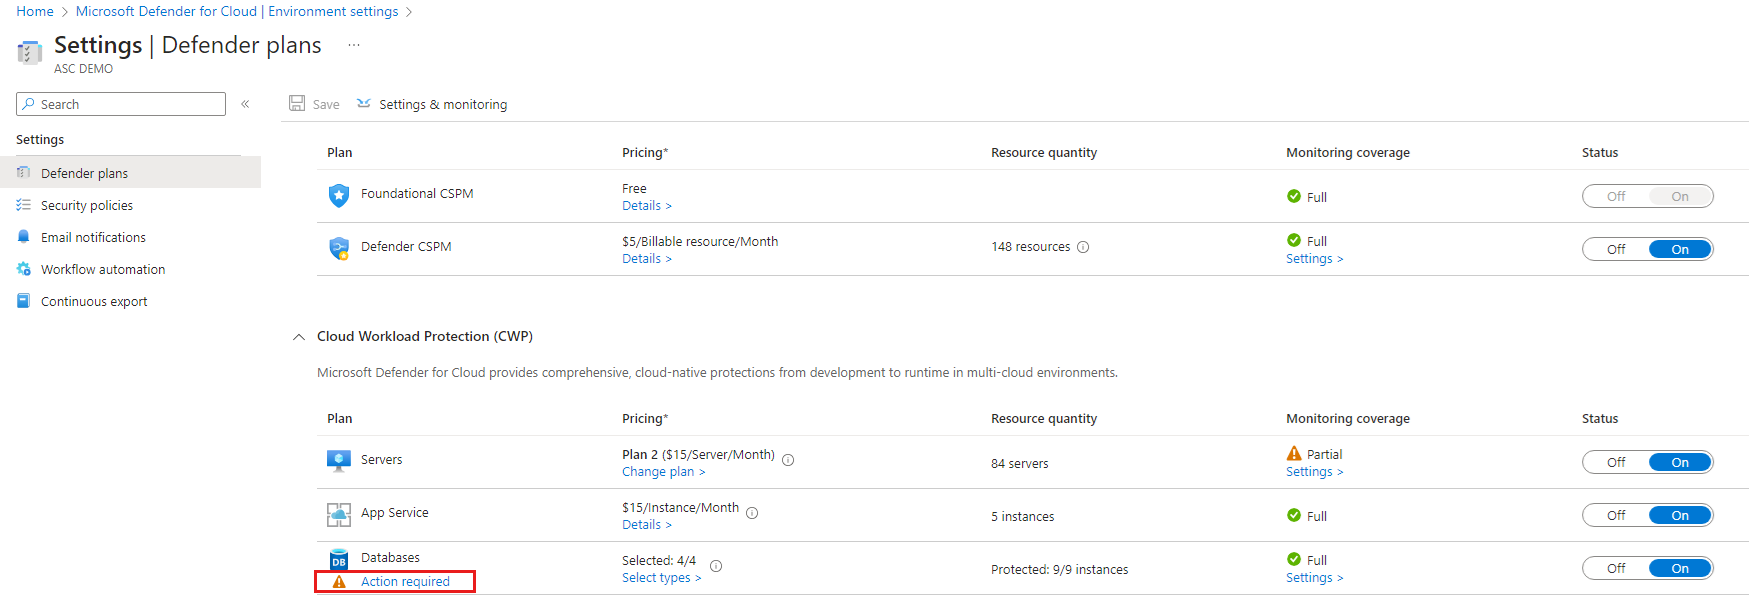 Home > Microsoft Defender for Cloud | Environment settings >
Settings | Defender plans ...
ASC DEMO
Search «
Save Settings & monitoring
Settings
Defender plans
Security policies
Email notifications
Workflow automation
Continuous export
Plan Pricing* Resource quantity Monitoring coverage Status
Foundational CSPM Free Full Off On
Details >
Defender CSPM $5/Billable resource/Month 148 resources Full Off On
Details > Settings >
Cloud Workload Protection (CWP)
Microsoft Defender for Cloud provides comprehensive, cloud-native protections from development to runtime in multi-cloud environments.
Plan Pricing* Resource quantity Monitoring coverage Status
Servers Plan 2 ($15/Server/Month) 84 servers Partial Off On
Change plan > Settings >
App Service $15/Instance/Month 5 instances Full Off On
Details >
DB Databases Selected: 4/4 Protected: 9/9 instances Full Off On
Action required Select types > Settings >